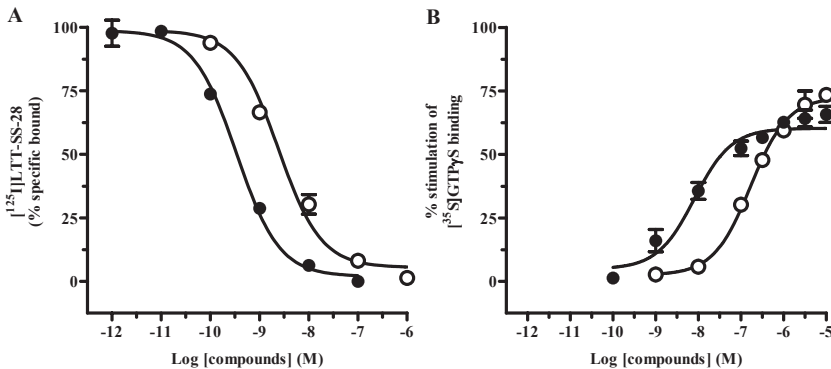 A
100
75
50
25
0
[¹²⁵I]LTT-SS-28
(% specific bound)
-12 -11 -10 -9 -8 -7 -6
Log [compounds] (M)
B
100
75
50
25
0
% stimulation of
[³⁵S]GTPγS binding
-12 -11 -10 -9 -8 -7 -6 -5
Log [compounds] (M)